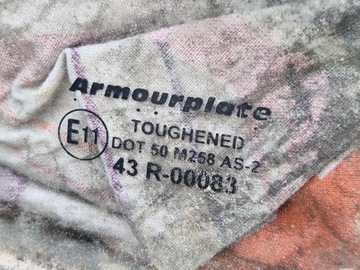 Armourplate
E11
TOUGHENED
DOT 50 M258 AS-2
43 R-00083